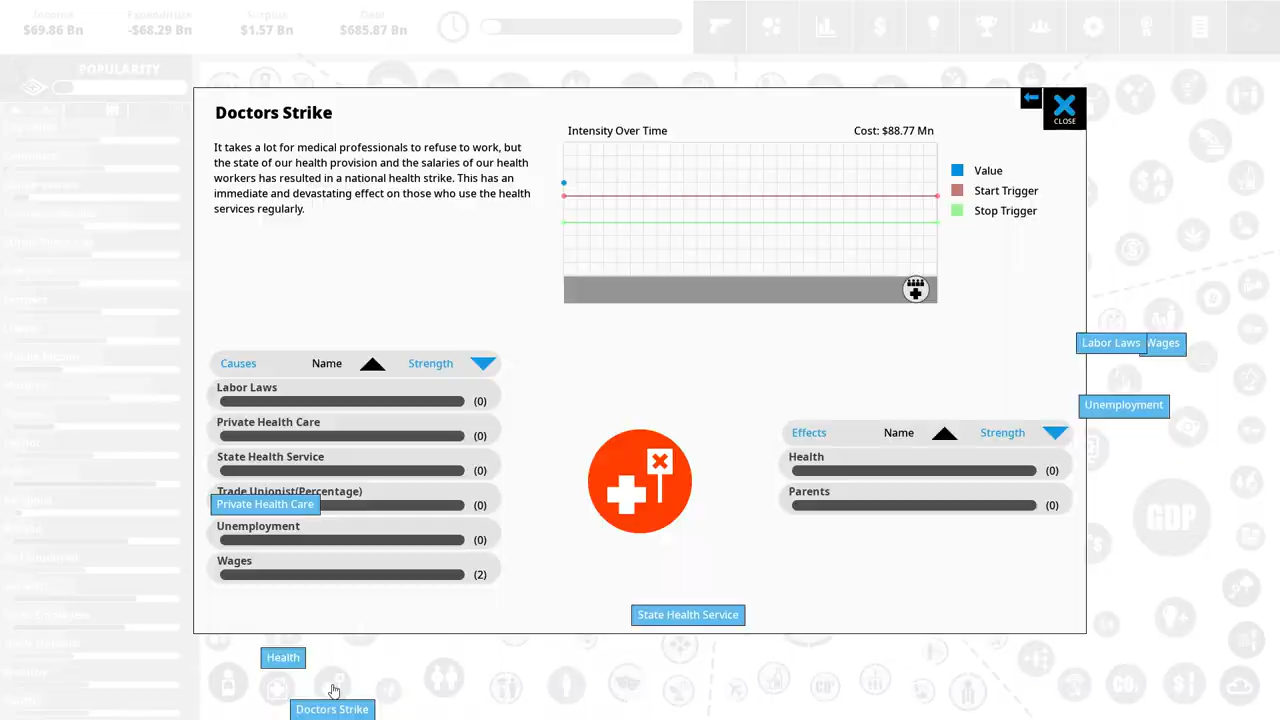 Income
Expenditure
Surplus
Debt
$69.86 Bn
-$68.29 Bn
$1.57 Bn
$685.87 Bn
POPULARITY
Doctors Strike
CLOSE
It takes a lot for medical professionals to refuse to work, but
the state of our health provision and the salaries of our health
workers has resulted in a national health strike. This has an
immediate and devastating effect on those who use the health
services regularly.
Intensity Over Time
Cost: $88.77 Mn
Value
Start Trigger
Stop Trigger
Causes
Name
Strength
Labor Laws
(0)
Private Health Care
(0)
State Health Service
(0)
Trade Unionist(Percentage)
(0)
Private Health Care
Unemployment
(0)
Wages
(2)
Effects
Name
Strength
Health
(0)
Parents
(0)
Labor Laws
Wages
Unemployment
GDP
State Health Service
Health
Doctors Strike